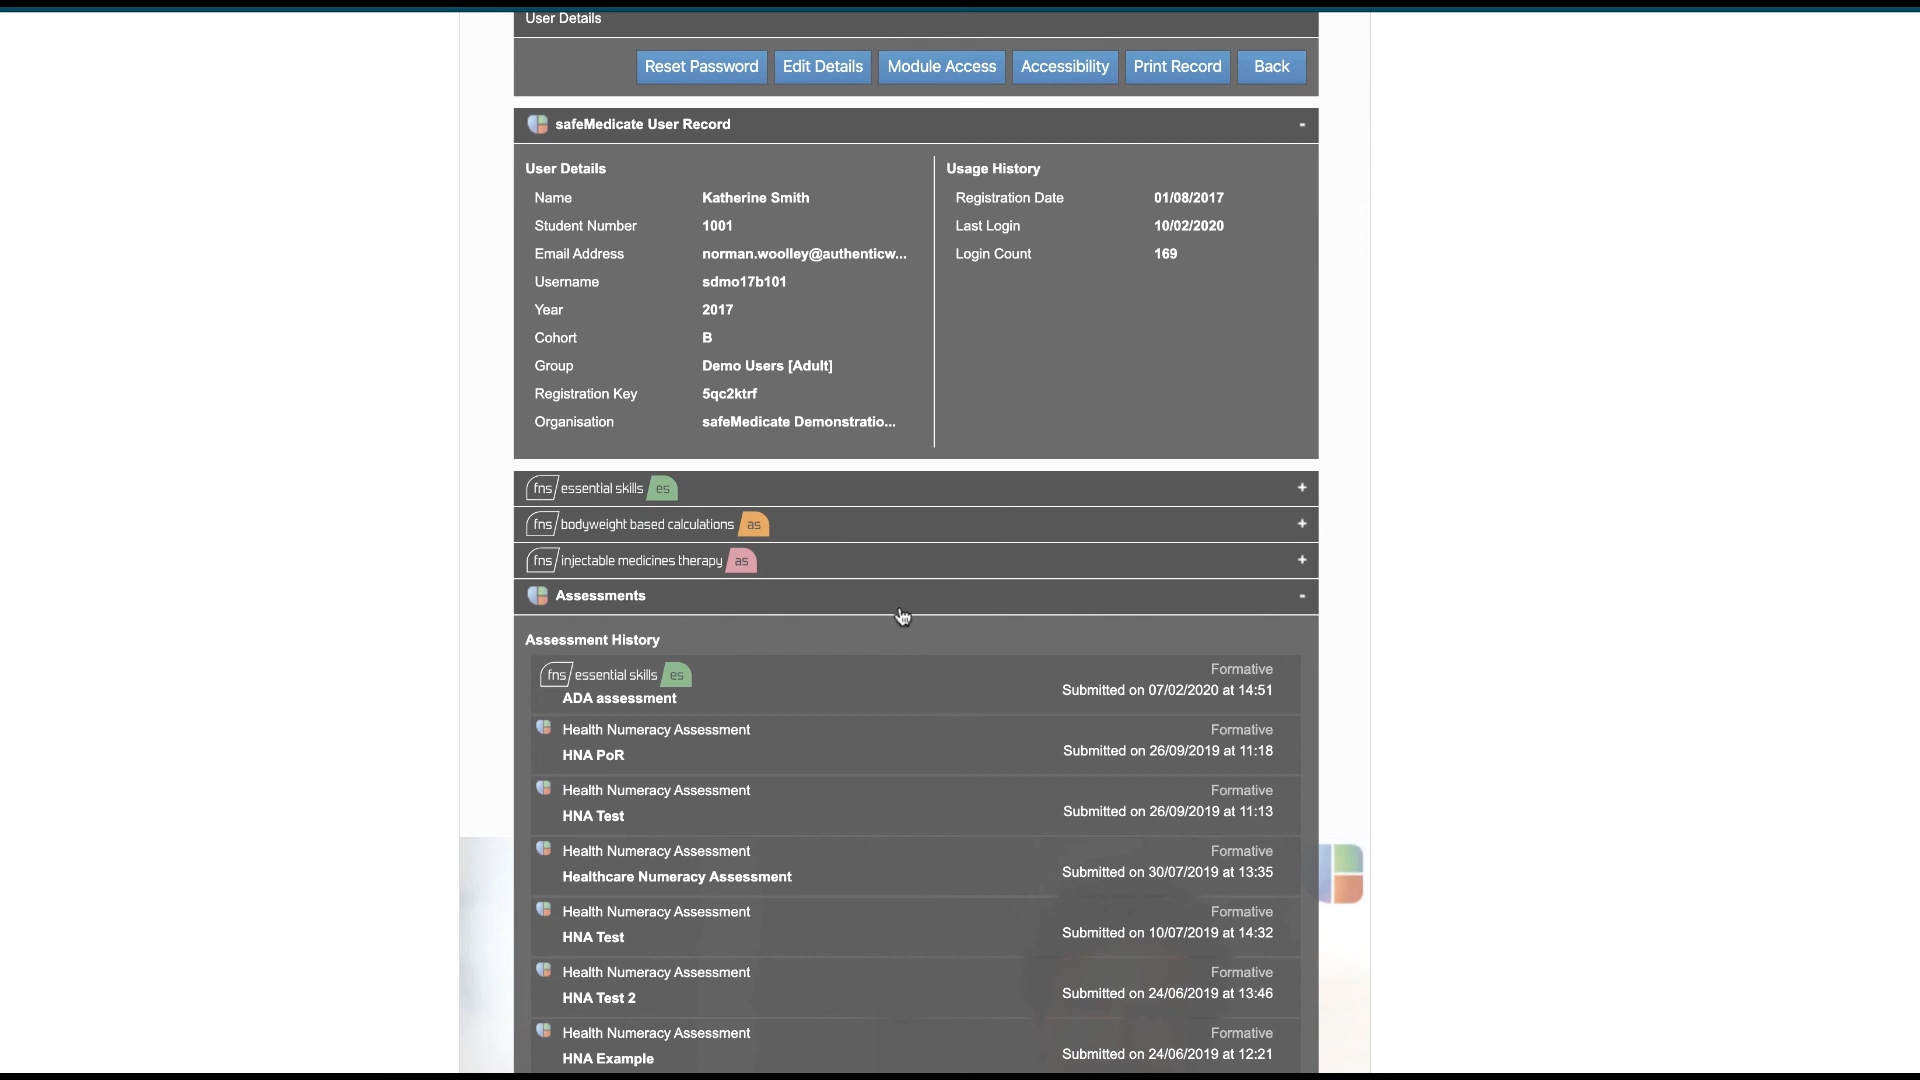 User Details
Reset Password Edit Details Module Access Accessibility Print Record Back
safeMedicate User Record -
User Details
Name Katherine Smith
Student Number 1001
Email Address norman.woolley@authenticw...
Username sdmo17b101
Year 2017
Cohort B
Group Demo Users [Adult]
Registration Key 5qc2ktrf
Organisation safeMedicate Demonstratio...
Usage History
Registration Date 01/08/2017
Last Login 10/02/2020
Login Count 169
fns essential skills es +
fns bodyweight based calculations as +
fns injectable medicines therapy as +
Assessments -
Assessment History
fns essential skills es Formative
ADA assessment Submitted on 07/02/2020 at 14:51
Health Numeracy Assessment Formative
HNA PoR Submitted on 26/09/2019 at 11:18
Health Numeracy Assessment Formative
HNA Test Submitted on 26/09/2019 at 11:13
Health Numeracy Assessment Formative
Healthcare Numeracy Assessment Submitted on 30/07/2019 at 13:35
Health Numeracy Assessment Formative
HNA Test Submitted on 10/07/2019 at 14:32
Health Numeracy Assessment Formative
HNA Test 2 Submitted on 24/06/2019 at 13:46
Health Numeracy Assessment Formative
HNA Example Submitted on 24/06/2019 at 12:21